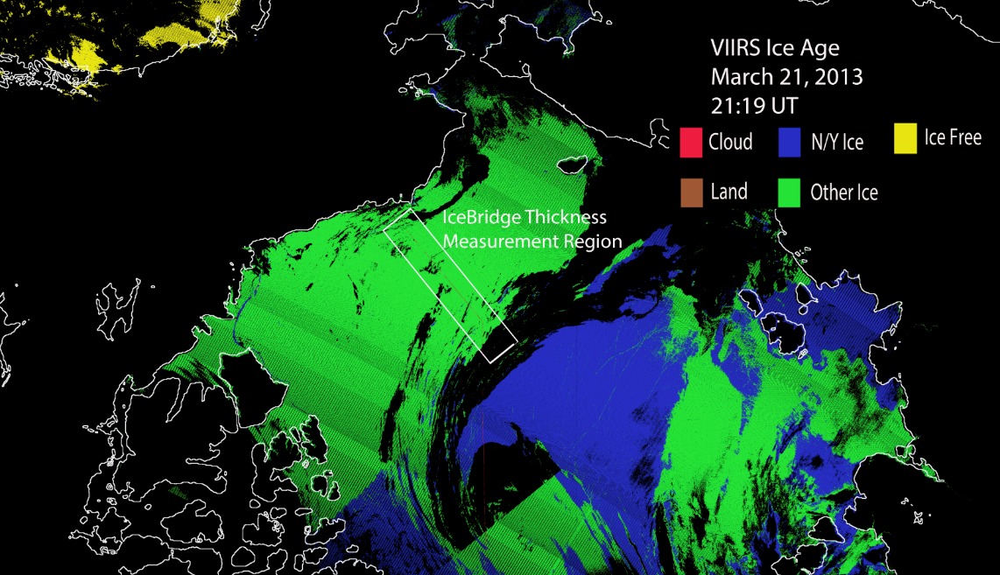 VIIRS Ice Age
March 21, 2013
21:19 UT
Cloud
N/Y Ice
Ice Free
Land
Other Ice
IceBridge Thickness
Measurement Region